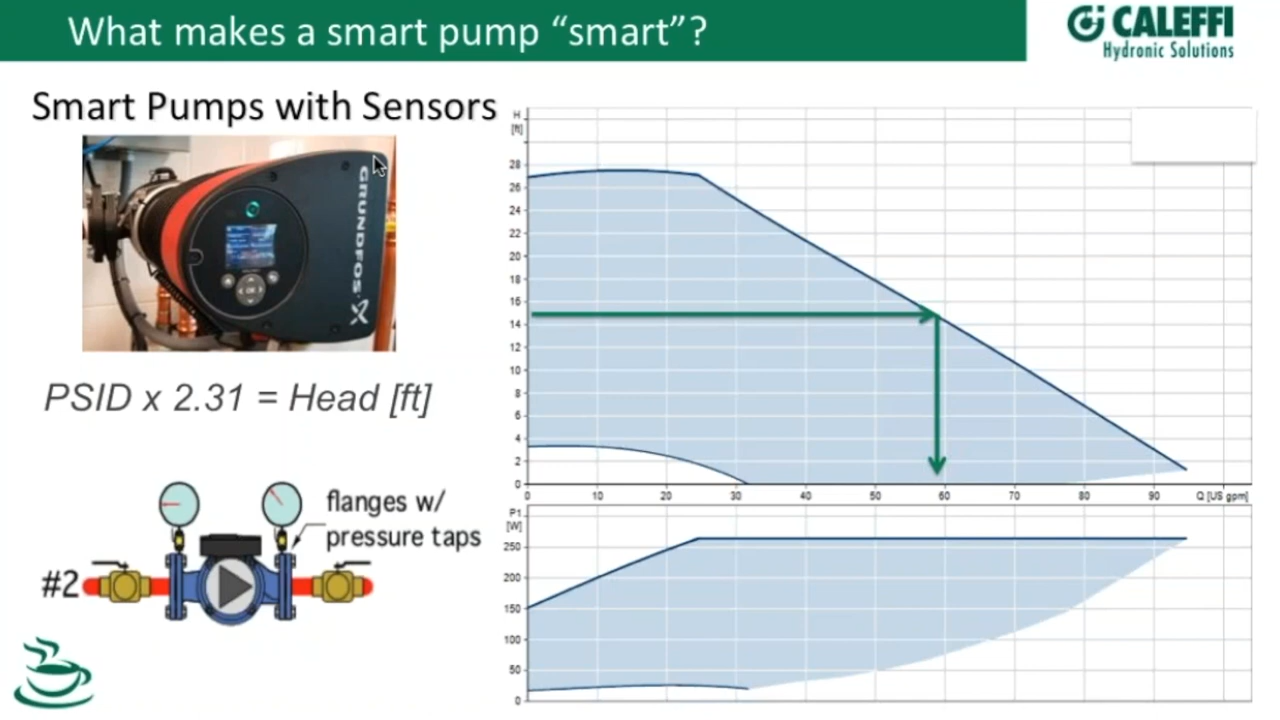 What makes a smart pump “smart”?
CALEFFI
Hydronic Solutions
Smart Pumps with Sensors
GRUNDFOS
PSID x 2.31 = Head [ft]
flanges w/
pressure taps
#2
H
[ft]
28
26
24
22
20
18
16
14
12
10
8
6
4
2
0
0 10 20 30 40 50 60 70 80 90 Q [US gpm]
P1
[W]
250
200
150
100
50
0